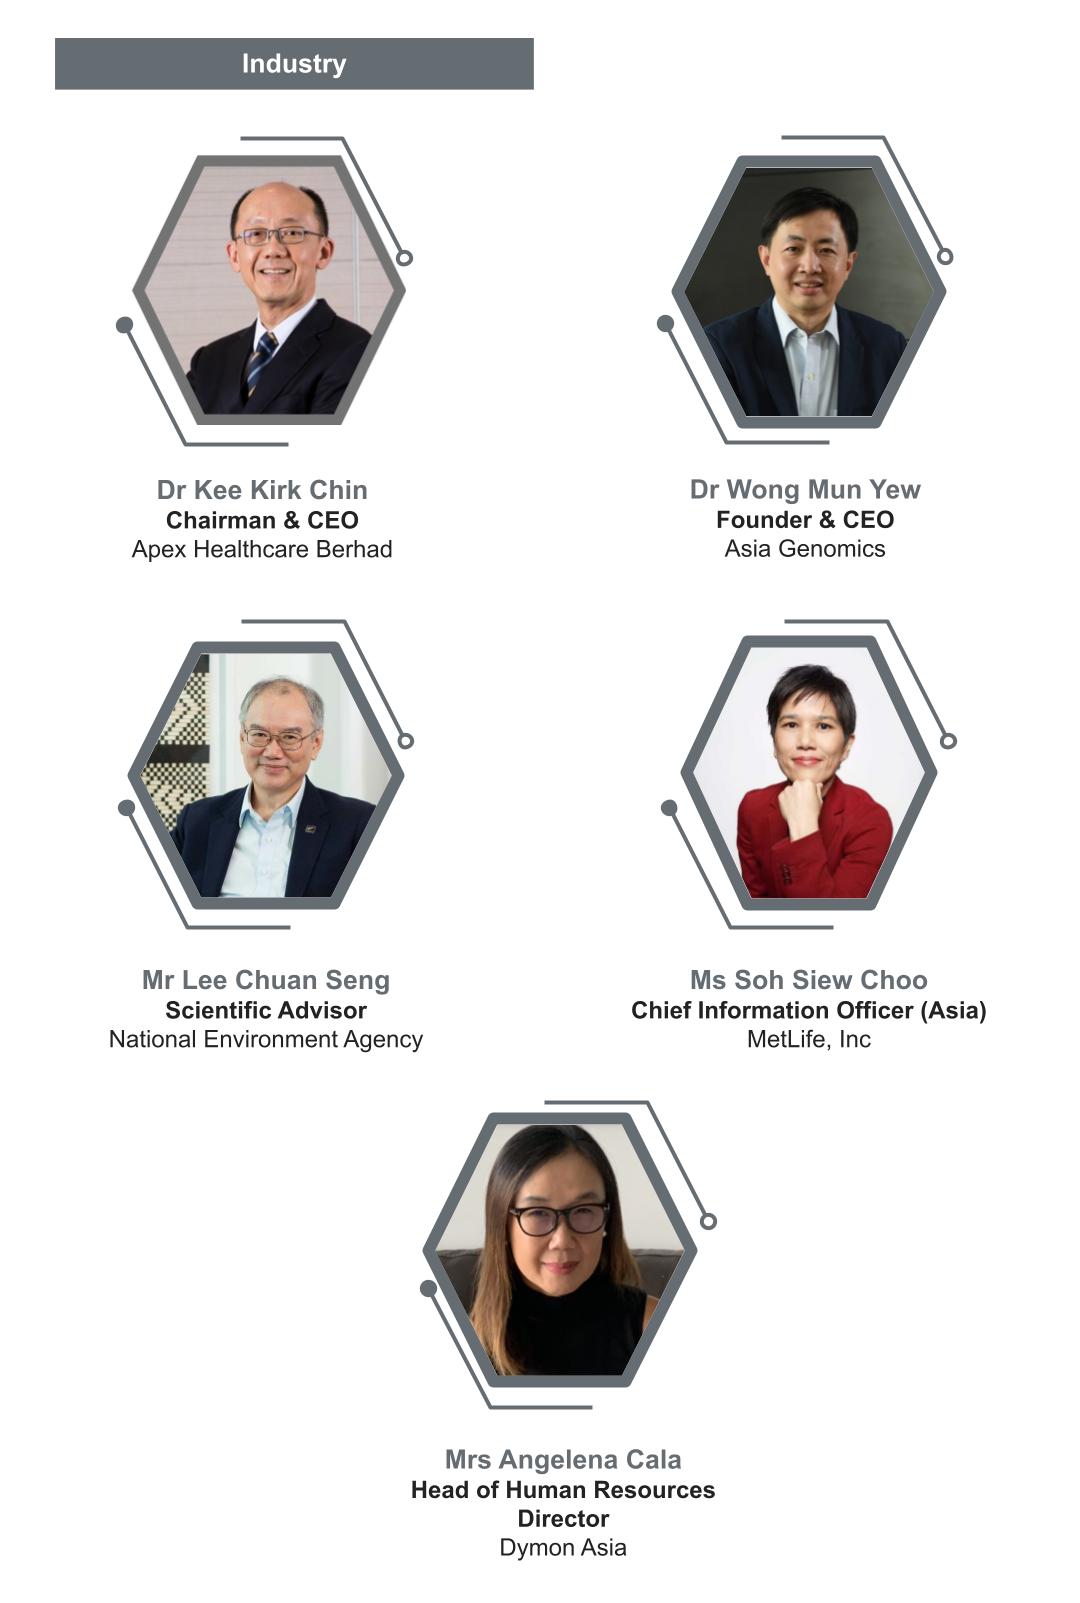 Industry
Dr Kee Kirk Chin
Chairman & CEO
Apex Healthcare Berhad
Dr Wong Mun Yew
Founder & CEO
Asia Genomics
Mr Lee Chuan Seng
Scientific Advisor
National Environment Agency
Ms Soh Siew Choo
Chief Information Officer (Asia)
MetLife, Inc
Mrs Angelena Cala
Head of Human Resources
Director
Dymon Asia